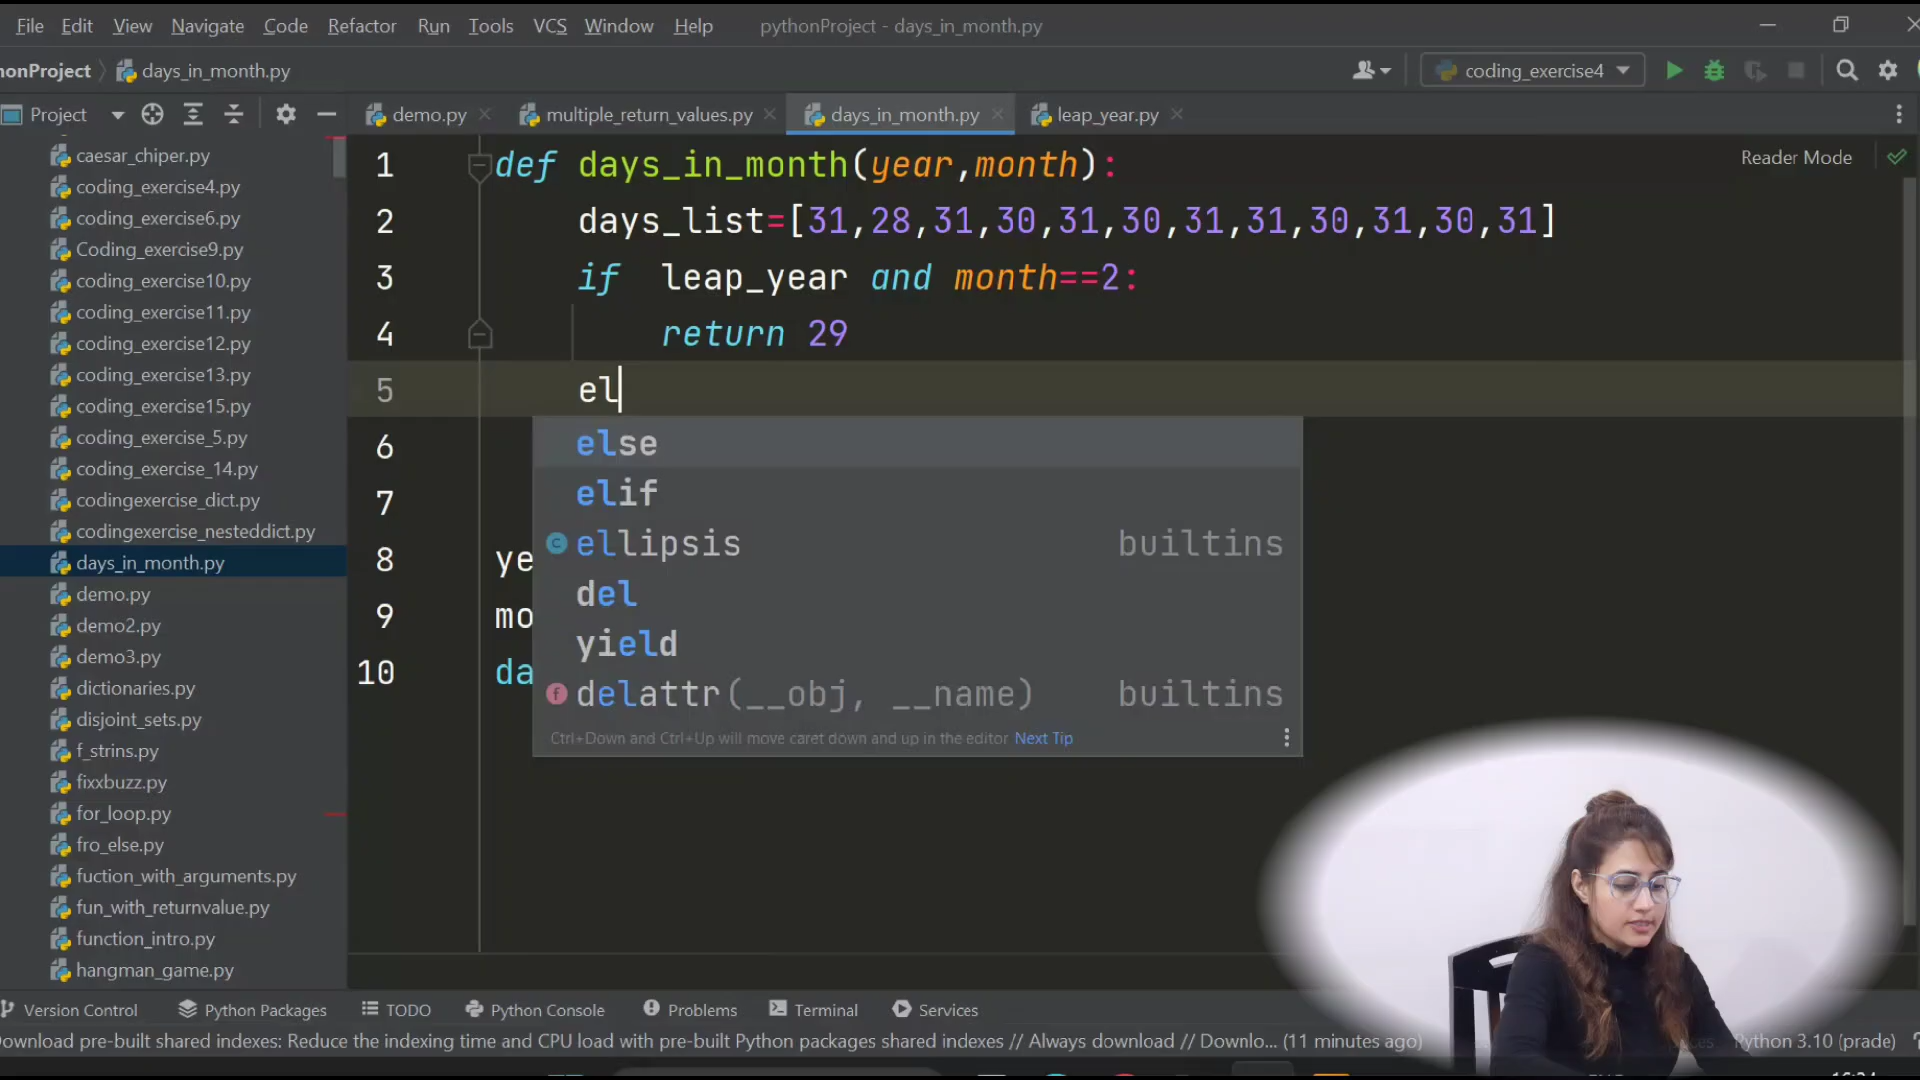 File Edit View Navigate Code Refactor Run Tools VCS Window Help pythonProject - days_in_month.py
honProject days_in_month.py coding_exercise4
Project demo.py multiple_return_values.py days_in_month.py leap_year.py
Reader Mode
caesar_chiper.py
coding_exercise4.py
coding_exercise6.py
Coding_exercise9.py
coding_exercise10.py
coding_exercise11.py
coding_exercise12.py
coding_exercise13.py
coding_exercise15.py
coding_exercise_5.py
coding_exercise_14.py
codingexercise_dict.py
codingexercise_nesteddict.py
days_in_month.py
demo.py
demo2.py
demo3.py
dictionaries.py
disjoint_sets.py
f_strins.py
fixxbuzz.py
for_loop.py
fro_else.py
fuction_with_arguments.py
fun_with_returnvalue.py
function_intro.py
hangman_game.py
1 def days_in_month(year,month):
2 days_list=[31,28,31,30,31,30,31,31,30,31,30,31]
3 if leap_year and month==2:
4 return 29
5 el
6
7
8 ye
9 mo
10 da
else
elif
ellipsis builtins
del
yield
delattr(__obj, __name) builtins
Ctrl+Down and Ctrl+Up will move caret down and up in the editor Next Tip
Version Control Python Packages TODO Python Console Problems Terminal Services
ownload pre-built shared indexes: Reduce the indexing time and CPU load with pre-built Python packages shared indexes // Always download // Downlo... (11 minutes ago) Python 3.10 (prade)